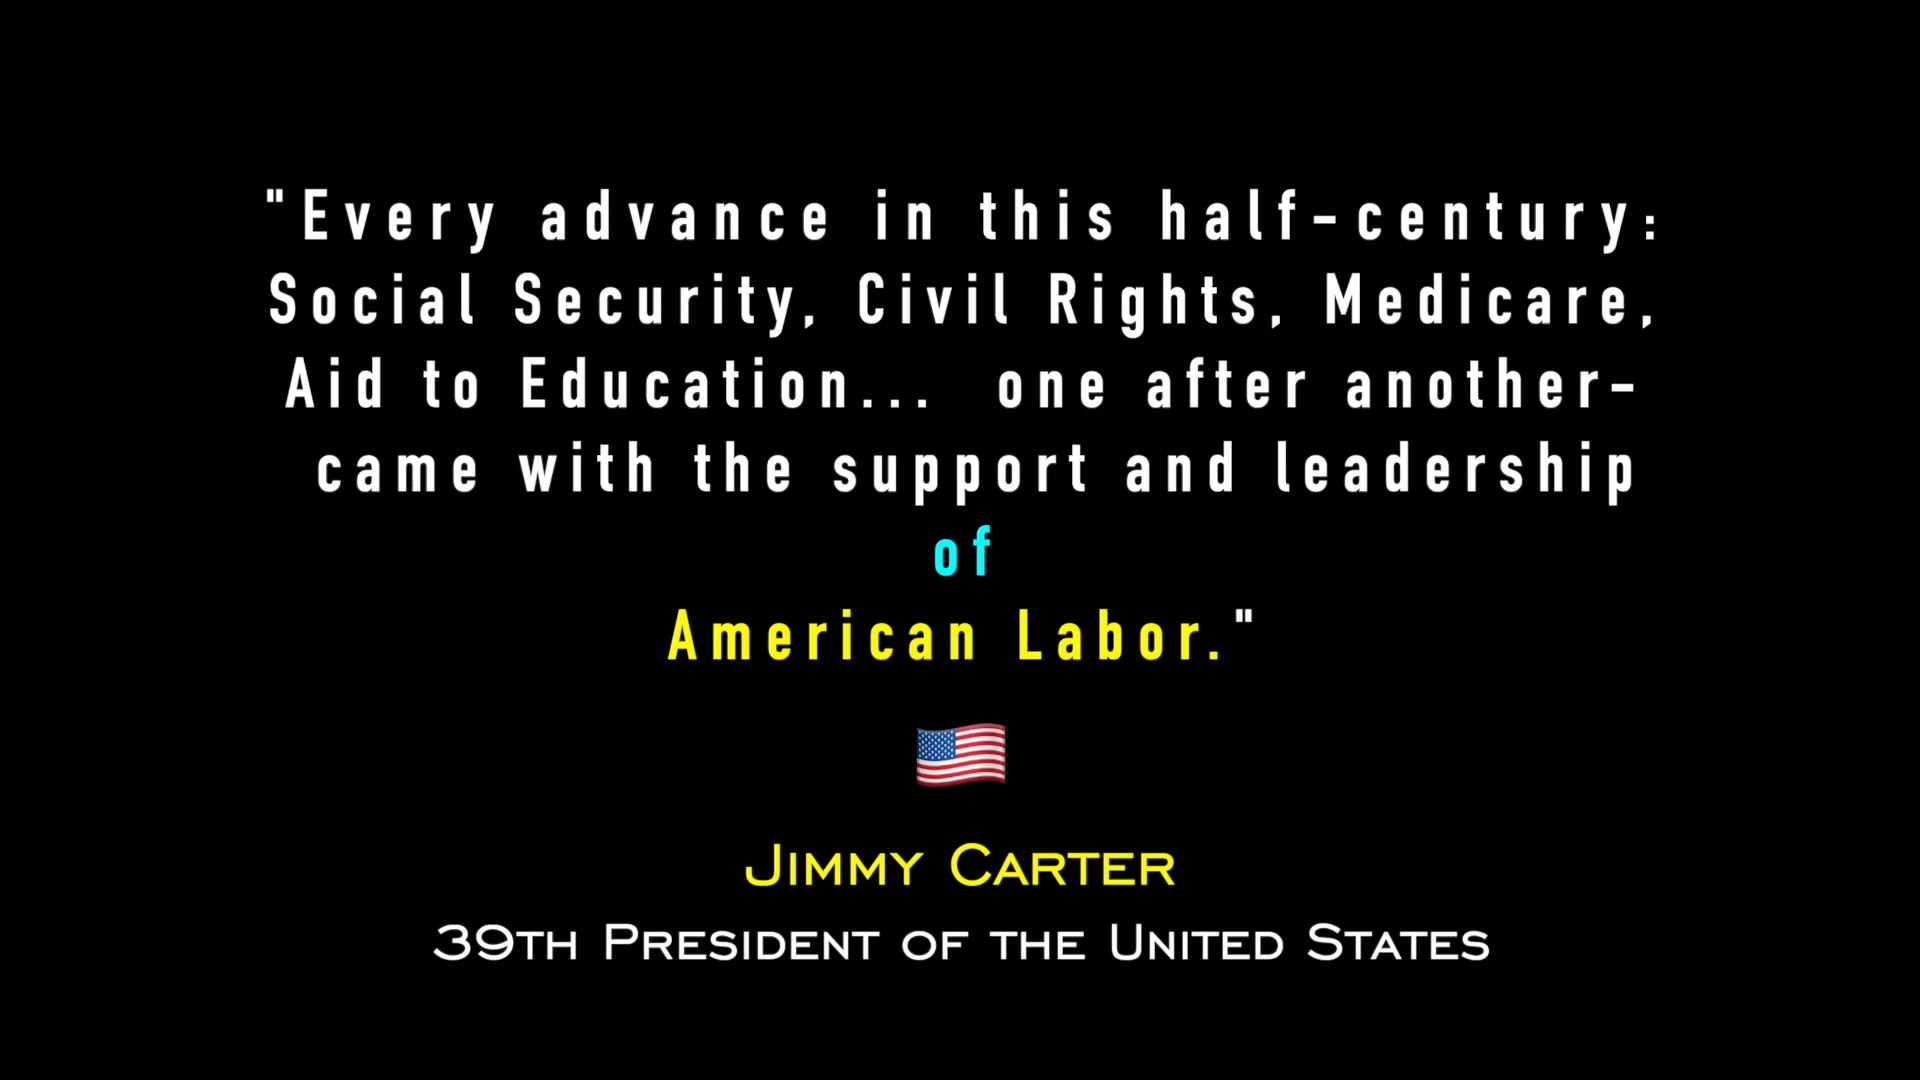 "Every advance in this half-century:
Social Security, Civil Rights, Medicare,
Aid to Education... one after another-
came with the support and leadership
of
American Labor."
Jimmy Carter
39th President of the United States